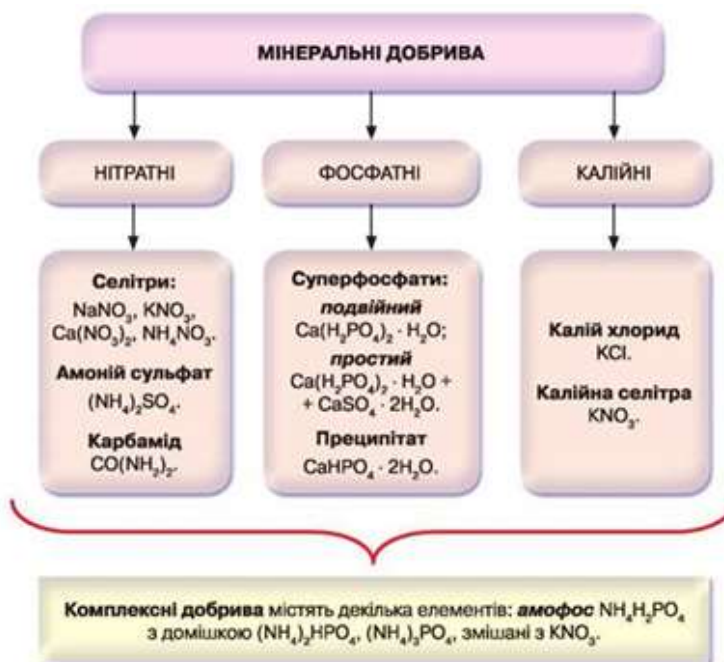 МІНЕРАЛЬНІ ДОБРИВА
НІТРАТНІ
ФОСФАТНІ
КАЛІЙНІ
Селітри:
NaNO₃, KNO₃,
Ca(NO₃)₂, NH₄NO₃.
Амоній сульфат
(NH₄)₂SO₄.
Карбамід
CO(NH₂)₂.
Суперфосфати:
подвійний
Ca(H₂PO₄)₂ · H₂O;
простий
Ca(H₂PO₄)₂ · H₂O +
+ CaSO₄ · 2H₂O.
Преципітат
CaHPO₄ · 2H₂O.
Калій хлорид
KCl.
Калійна селітра
KNO₃.
Комплексні добрива містять декілька елементів: амофос NH₄H₂PO₄
з домішкою (NH₄)₂HPO₄, (NH₄)₃PO₄, змішані з KNO₃.